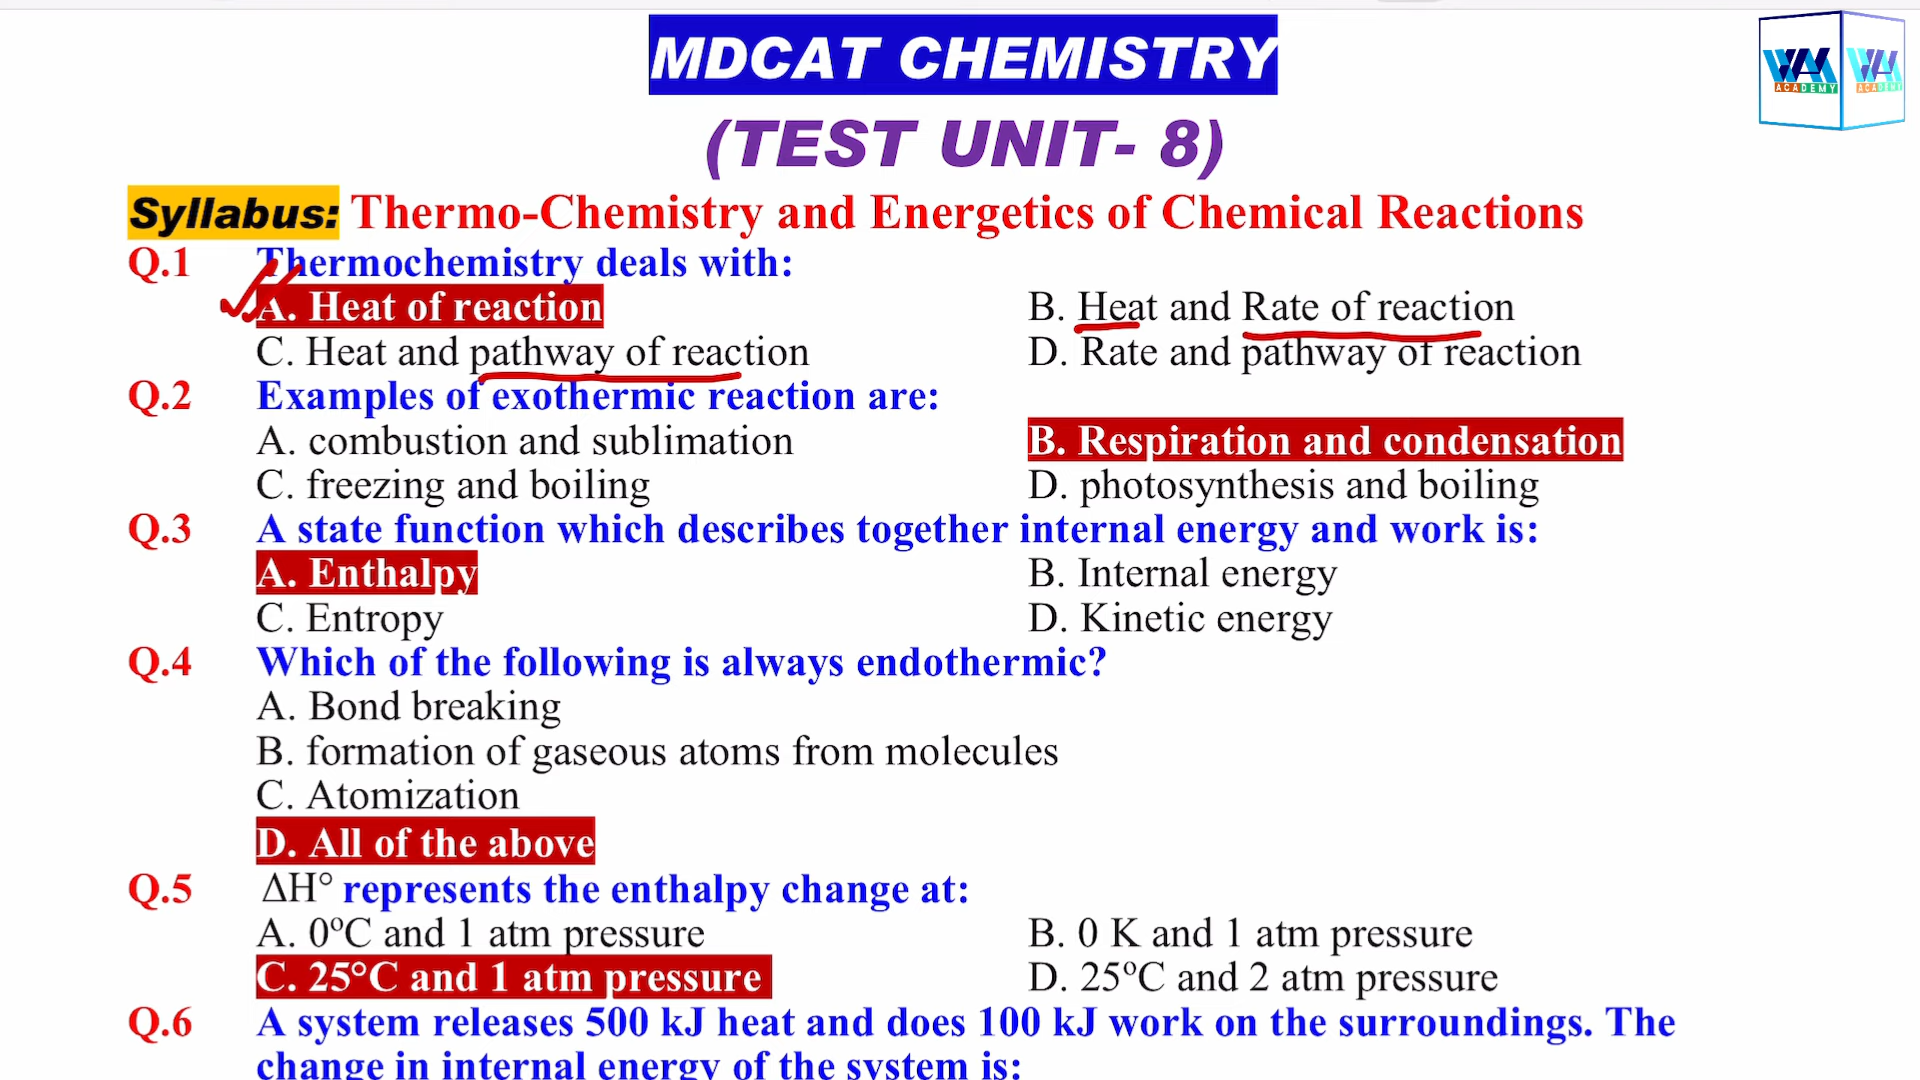 MDCAT CHEMISTRY
WM WM
ACADEMY ACADEMY
(TEST UNIT- 8)
Syllabus: Thermo-Chemistry and Energetics of Chemical Reactions
Q.1 Thermochemistry deals with:
A. Heat of reaction B. Heat and Rate of reaction
C. Heat and pathway of reaction D. Rate and pathway of reaction
Q.2 Examples of exothermic reaction are:
A. combustion and sublimation B. Respiration and condensation
C. freezing and boiling D. photosynthesis and boiling
Q.3 A state function which describes together internal energy and work is:
A. Enthalpy B. Internal energy
C. Entropy D. Kinetic energy
Q.4 Which of the following is always endothermic?
A. Bond breaking
B. formation of gaseous atoms from molecules
C. Atomization
D. All of the above
Q.5 ΔH° represents the enthalpy change at:
A. 0ºC and 1 atm pressure B. 0 K and 1 atm pressure
C. 25°C and 1 atm pressure D. 25ºC and 2 atm pressure
Q.6 A system releases 500 kJ heat and does 100 kJ work on the surroundings. The
change in internal energy of the system is: